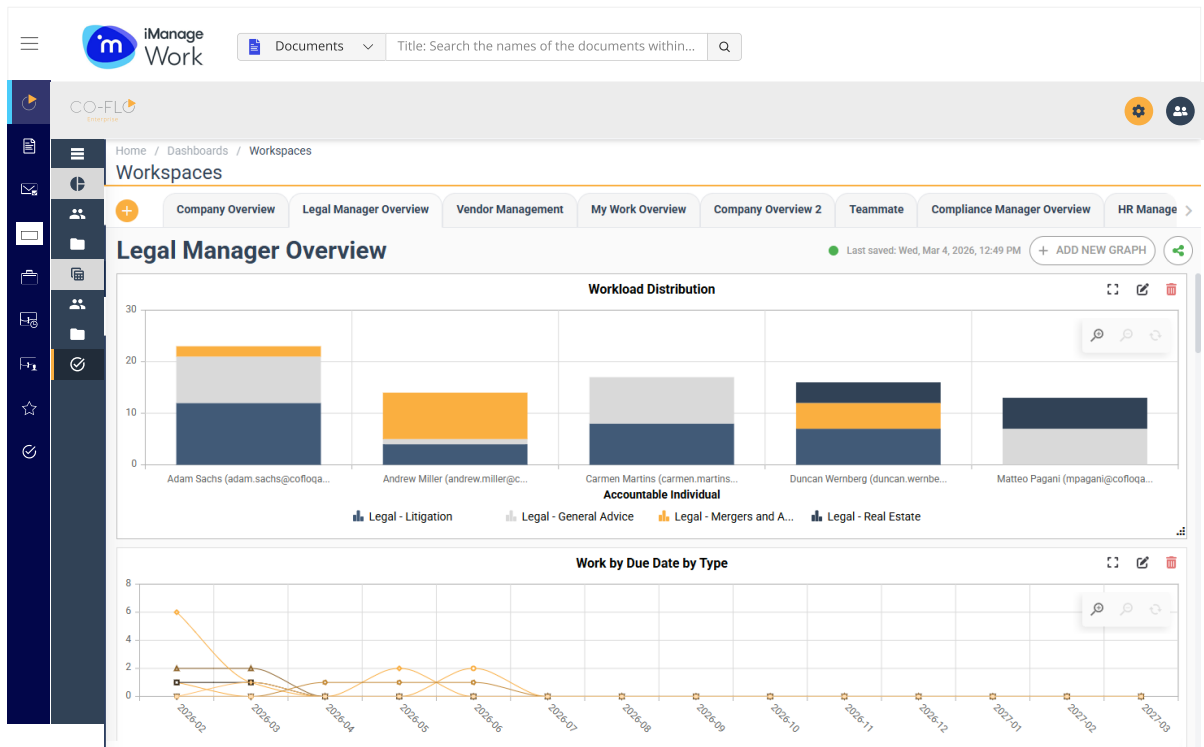 iManage
Work
Documents
Title: Search the names of the documents within...
CO-FLO
Enterprise
Home / Dashboards / Workspaces
Workspaces
Company Overview
Legal Manager Overview
Vendor Management
My Work Overview
Company Overview 2
Teammate
Compliance Manager Overview
HR Manage
Legal Manager Overview
Last saved: Wed, Mar 4, 2026, 12:49 PM
+ ADD NEW GRAPH
Workload Distribution
30
20
10
0
Adam Sachs (adam.sachs@cofloqa...
Andrew Miller (andrew.miller@c...
Carmen Martins (carmen.martins...
Duncan Wernberg (duncan.wernbe...
Matteo Pagani (mpagani@cofloqa...
Accountable Individual
Legal - Litigation
Legal - General Advice
Legal - Mergers and A...
Legal - Real Estate
Work by Due Date by Type
8
6
4
2
0
2026-02
2026-03
2026-04
2026-05
2026-06
2026-07
2026-08
2026-09
2026-10
2026-11
2026-12
2027-01
2027-02
2027-03